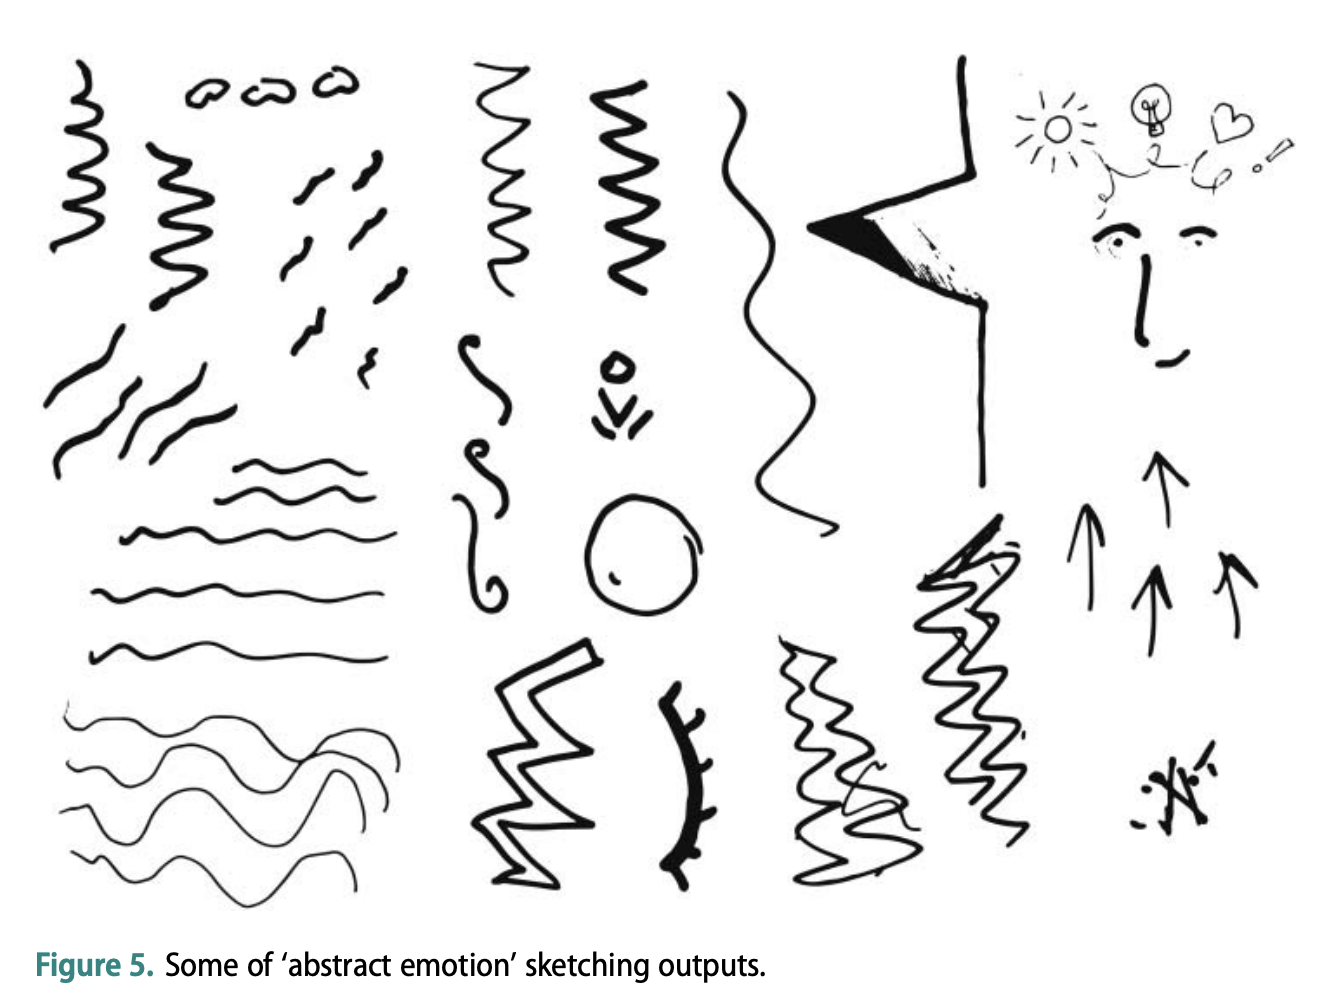 Figure 5. Some of ‘abstract emotion’ sketching outputs.